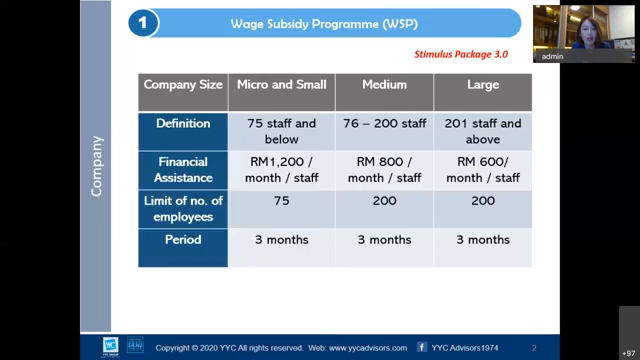 1
Wage Subsidy Programme (WSP)
Stimulus Package 3.0
admin
Company
Company Size
Micro and Small
Medium
Large
Definition
75 staff and
below
76 – 200 staff
201 staff and
above
Financial
Assistance
RM1,200 /
month / staff
RM 800 /
month / staff
RM 600/
month / staff
Limit of no. of
employees
75
200
200
Period
3 months
3 months
3 months
YYC
Copyright © 2020 YYC All rights reserved. Web: www.yycadvisors.com
f
YYC Advisors1974
2
+97